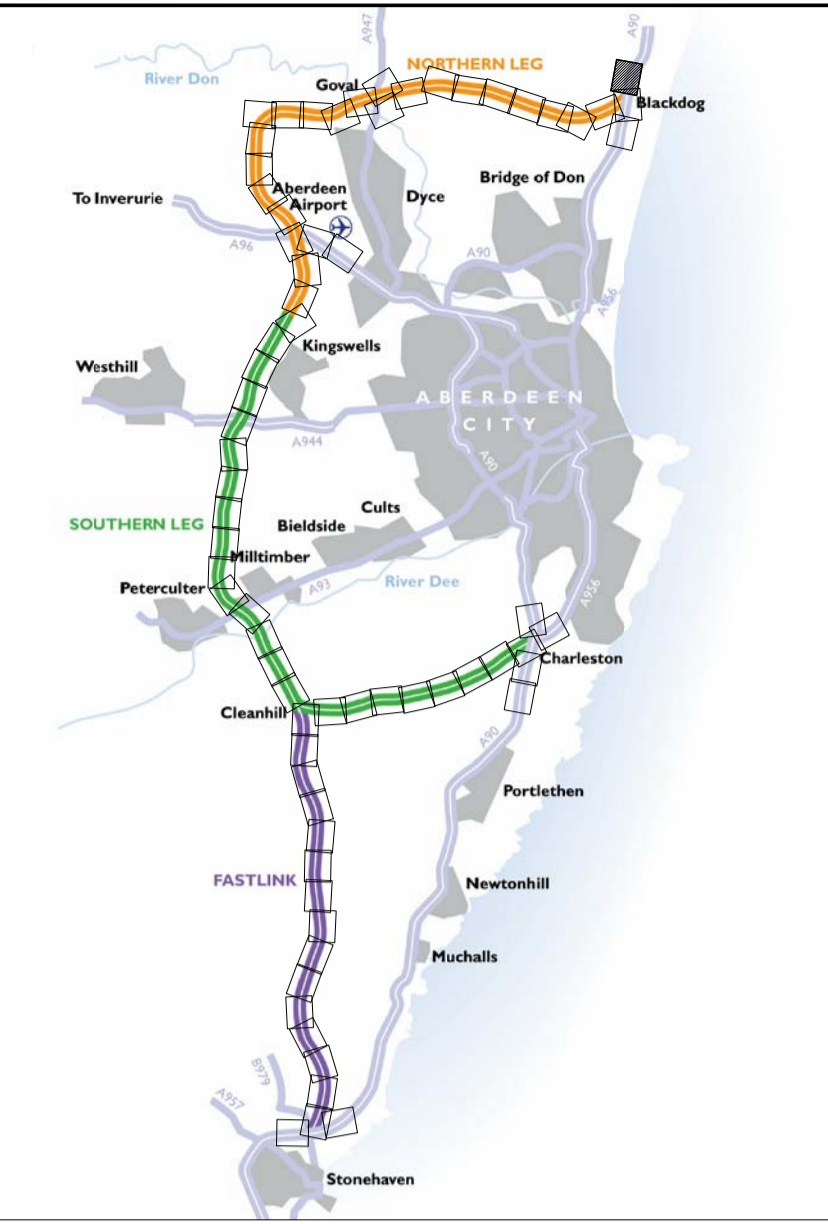 A947
A90
NORTHERN LEG
River Don
Goval
Blackdog
Bridge of Don
Aberdeen
Airport
Dyce
To Inverurie
A96
A90
A956
Kingswells
Westhill
ABERDEEN
CITY
A944
A90
Cults
SOUTHERN LEG
Bieldside
Milltimber
Peterculter
A93
River Dee
A956
Charleston
Cleanhill
A90
Portlethen
FASTLINK
Newtonhill
Muchalls
B979
A957
Stonehaven